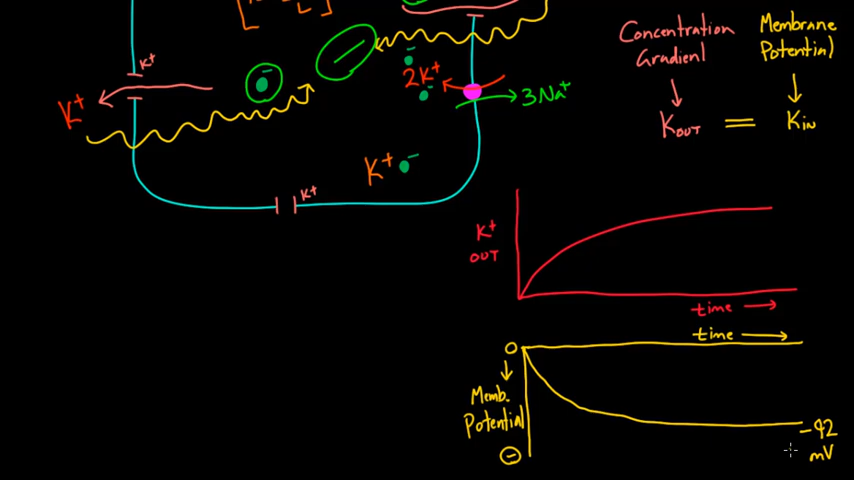 K+
K+
-
-
2K+
3Na+
K+ -
K+
Concentration
Gradient
Membrane
Potential
KOUT = KIN
K+
OUT
time →
time →
0
↓
Memb.
Potential
-
-92
mV